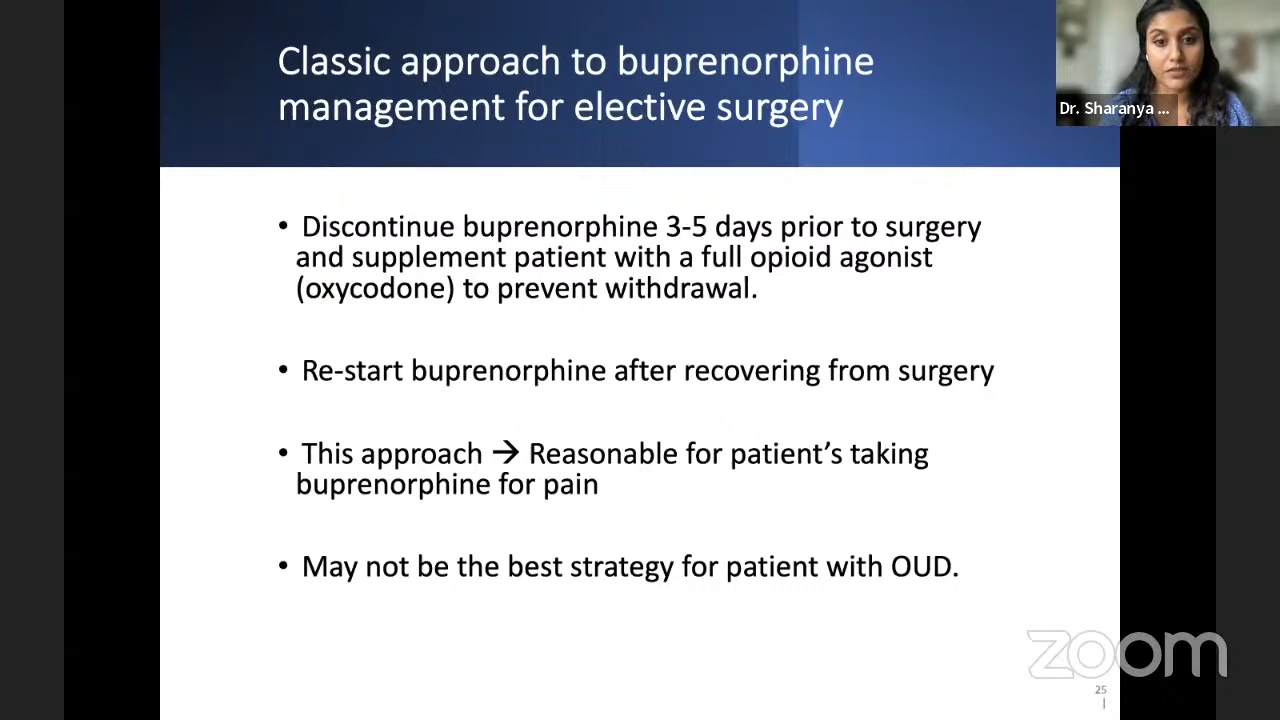 Classic approach to buprenorphine
management for elective surgery
Dr. Sharanya ...
• Discontinue buprenorphine 3-5 days prior to surgery
and supplement patient with a full opioid agonist
(oxycodone) to prevent withdrawal.
• Re-start buprenorphine after recovering from surgery
• This approach → Reasonable for patient’s taking
buprenorphine for pain
• May not be the best strategy for patient with OUD.
zoom
25
|